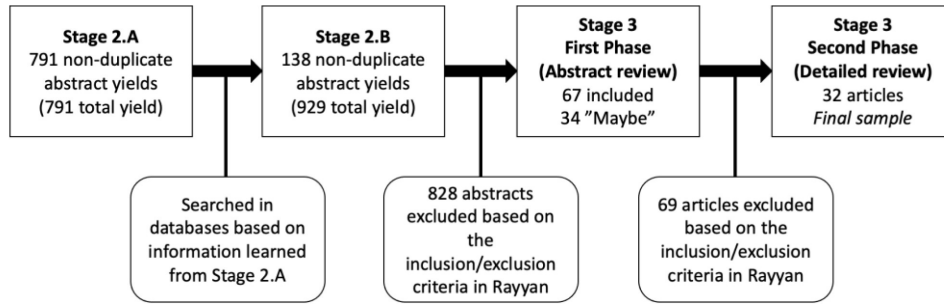 Stage 2.A
791 non-duplicate
abstract yields
(791 total yield)
Stage 2.B
138 non-duplicate
abstract yields
(929 total yield)
Stage 3
First Phase
(Abstract review)
67 included
34 ”Maybe”
Stage 3
Second Phase
(Detailed review)
32 articles
Final sample
Searched in
databases based on
information learned
from Stage 2.A
828 abstracts
excluded based on
the
inclusion/exclusion
criteria in Rayyan
69 articles excluded
based on the
inclusion/exclusion
criteria in Rayyan